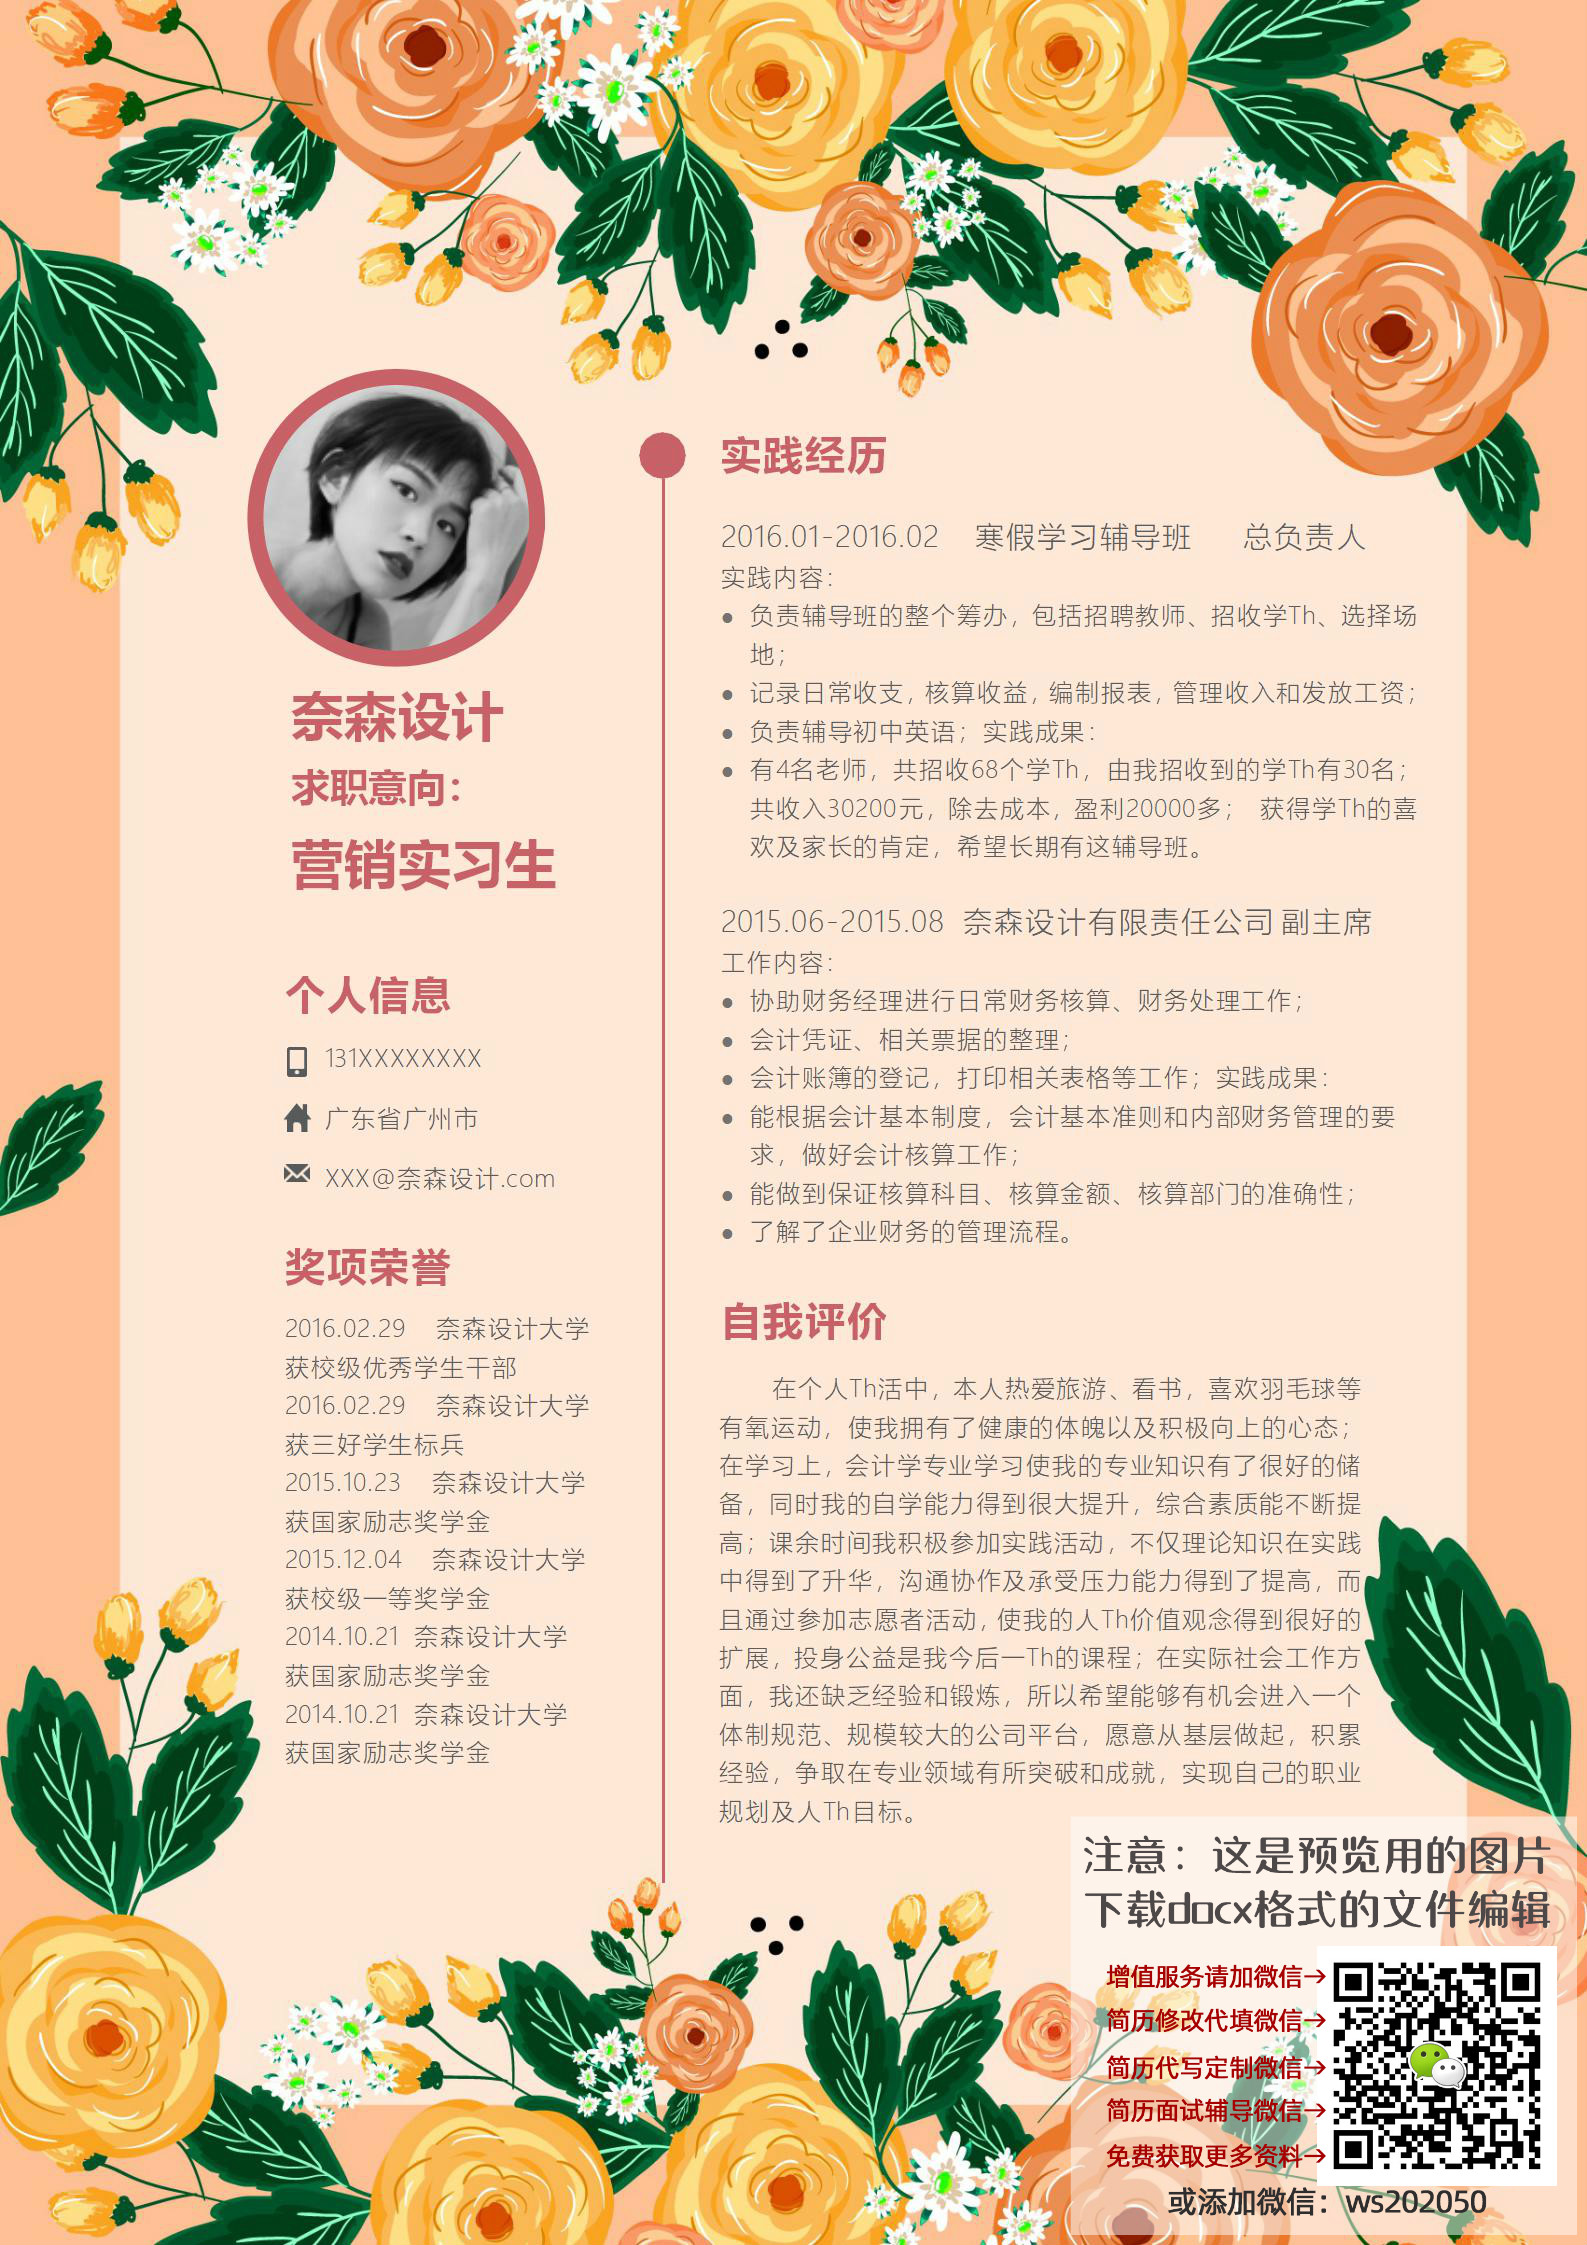 奈森设计
求职意向：
营销实习生
个人信息
131XXXXXXXX
广东省广州市
XXX@奈森设计.com
奖项荣誉
2016.02.29 奈森设计大学
获校级优秀学生干部
2016.02.29 奈森设计大学
获三好学生标兵
2015.10.23 奈森设计大学
获国家励志奖学金
2015.12.04 奈森设计大学
获校级一等奖学金
2014.10.21 奈森设计大学
获国家励志奖学金
2014.10.21 奈森设计大学
获国家励志奖学金
实践经历
2016.01-2016.02 寒假学习辅导班 总负责人
实践内容：
● 负责辅导班的整个筹办，包括招聘教师、招收学Th、选择场
地；
● 记录日常收支，核算收益，编制报表，管理收入和发放工资；
● 负责辅导初中英语；实践成果：
● 有4名老师，共招收68个学Th，由我招收到的学Th有30名；
共收入30200元，除去成本，盈利20000多； 获得学Th的喜
欢及家长的肯定，希望长期有这辅导班。
2015.06-2015.08 奈森设计有限责任公司 副主席
工作内容：
● 协助财务经理进行日常财务核算、财务处理工作；
● 会计凭证、相关票据的整理；
● 会计账簿的登记，打印相关表格等工作；实践成果：
● 能根据会计基本制度，会计基本准则和内部财务管理的要
求，做好会计核算工作；
● 能做到保证核算科目、核算金额、核算部门的准确性；
● 了解了企业财务的管理流程。
自我评价
在个人Th活中，本人热爱旅游、看书，喜欢羽毛球等
有氧运动，使我拥有了健康的体魄以及积极向上的心态；
在学习上，会计学专业学习使我的专业知识有了很好的储
备，同时我的自学能力得到很大提升，综合素质能不断提
高；课余时间我积极参加实践活动，不仅理论知识在实践
中得到了升华，沟通协作及承受压力能力得到了提高，而
且通过参加志愿者活动，使我的人Th价值观念得到很好的
扩展，投身公益是我今后一Th的课程；在实际社会工作方
面，我还缺乏经验和锻炼，所以希望能够有机会进入一个
体制规范、规模较大的公司平台，愿意从基层做起，积累
经验，争取在专业领域有所突破和成就，实现自己的职业
规划及人Th目标。
注意：这是预览用的图片
下载docx格式的文件编辑
增值服务请加微信→
简历修改代填微信→
简历代写定制微信→
简历面试辅导微信→
免费获取更多资料→
或添加微信：ws202050